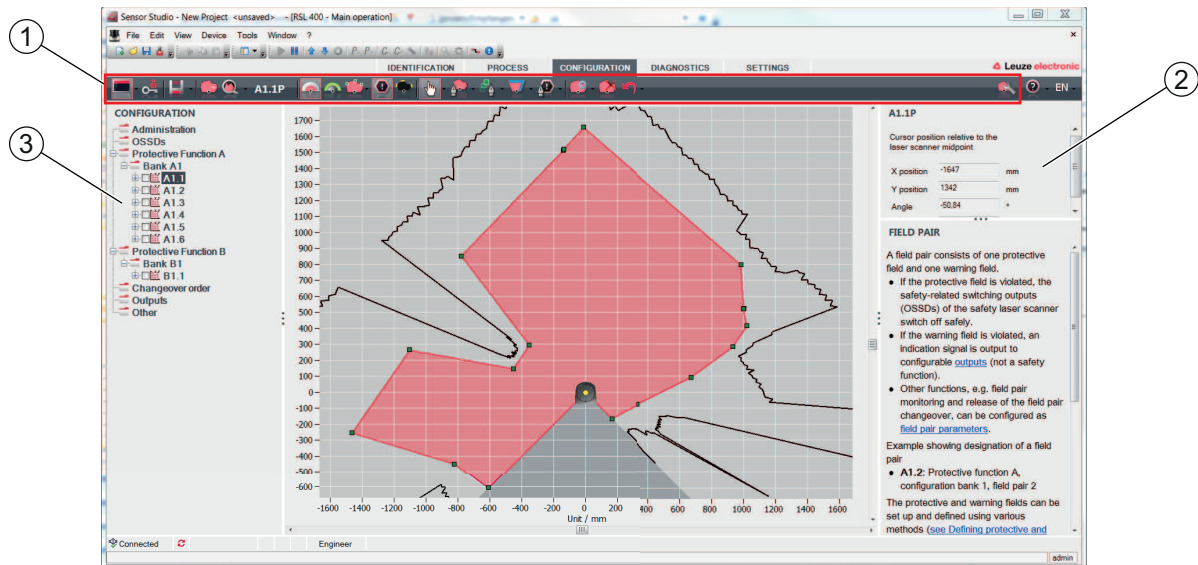 1
2
3
Sensor Studio - New Project <unsaved> - [RSL 400 - Main operation]
File Edit View Device Tools Window ?
IDENTIFICATION PROCESS CONFIGURATION DIAGNOSTICS SETTINGS
Leuze electronic
A1.1P
EN
CONFIGURATION
Administration
OSSDs
Protective Function A
Bank A1
A1.1
A1.2
A1.3
A1.4
A1.5
A1.6
Protective Function B
Bank B1
B1.1
Changeover order
Outputs
Other
1700
1600
1500
1400
1300
1200
1100
1000
900
800
700
600
500
400
300
200
100
0
-100
-200
-300
-400
-500
-600
-1600 -1400 -1200 -1000 -800 -600 -400 -200 0 200 400 600 800 1000 1200 1400 1600
Unit / mm
A1.1P
Cursor position relative to the
laser scanner midpoint
X position -1647 mm
Y position 1342 mm
Angle -50,84 °
FIELD PAIR
A field pair consists of one protective
field and one warning field.
• If the protective field is violated, the
safety-related switching outputs
(OSSDs) of the safety laser scanner
switch off safely.
• If the warning field is violated, an
indication signal is output to
configurable outputs (not a safety
function).
• Other functions, e.g. field pair
monitoring and release of the field pair
changeover, can be configured as
field pair parameters.
Example showing designation of a field
pair
• A1.2: Protective function A,
configuration bank 1, field pair 2
The protective and warning fields can be
set up and defined using various
methods (see Defining protective and
Connected
Engineer
admin